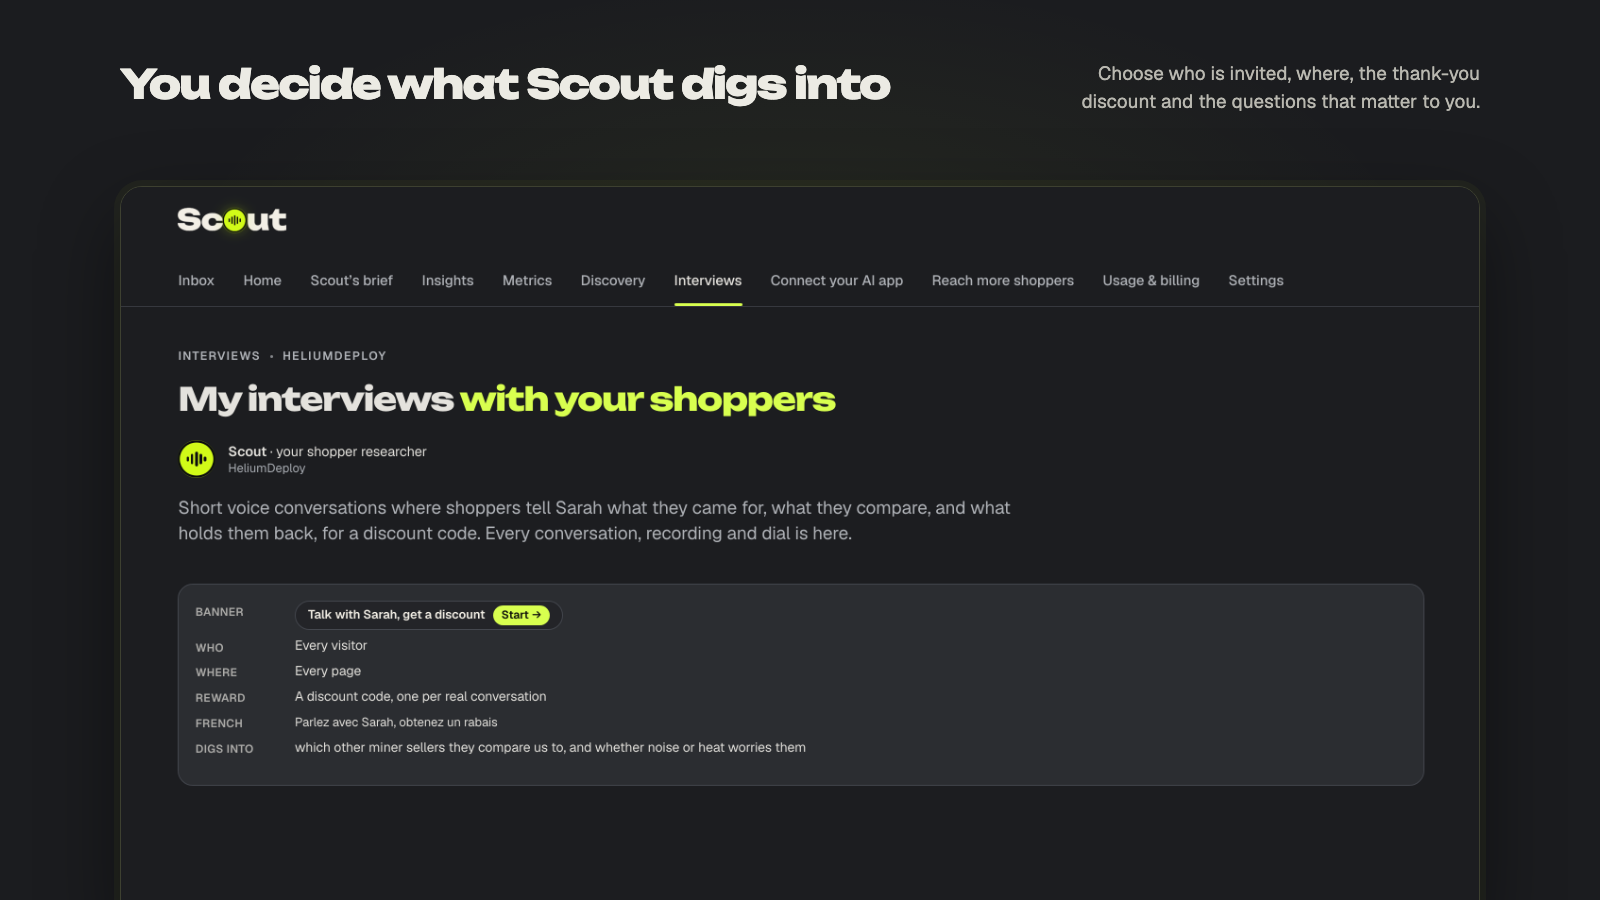 You decide what Scout digs into
Choose who is invited, where, the thank-you
discount and the questions that matter to you.
Scout
Inbox Home Scout’s brief Insights Metrics Discovery Interviews Connect your AI app Reach more shoppers Usage & billing Settings
INTERVIEWS • HELIUMDEPLOY
My interviews with your shoppers
Scout · your shopper researcher
HeliumDeploy
Short voice conversations where shoppers tell Sarah what they came for, what they compare, and what
holds them back, for a discount code. Every conversation, recording and dial is here.
BANNER Talk with Sarah, get a discount Start →
WHO Every visitor
WHERE Every page
REWARD A discount code, one per real conversation
FRENCH Parlez avec Sarah, obtenez un rabais
DIGS INTO which other miner sellers they compare us to, and whether noise or heat worries them